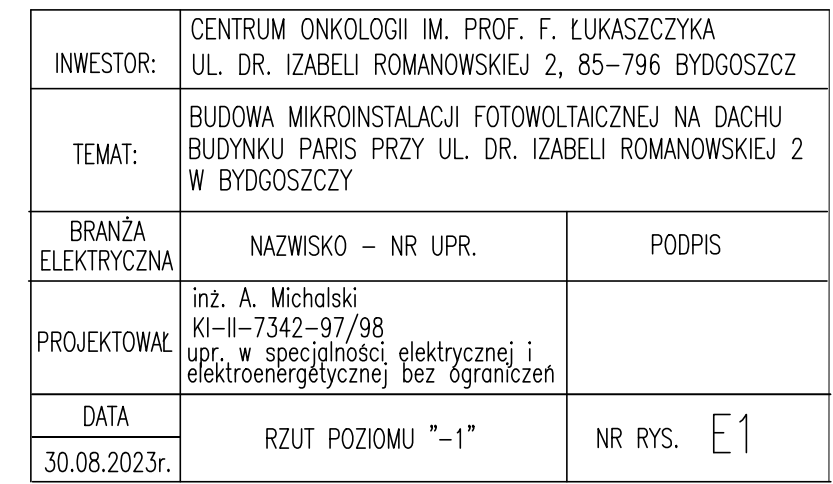 INWESTOR:
CENTRUM ONKOLOGII IM. PROF. F. ŁUKASZCZYKA
UL. DR. IZABELI ROMANOWSKIEJ 2, 85-796 BYDGOSZCZ
TEMAT:
BUDOWA MIKROINSTALACJI FOTOWOLTAICZNEJ NA DACHU
BUDYNKU PARIS PRZY UL. DR. IZABELI ROMANOWSKIEJ 2
W BYDGOSZCZY
BRANŻA
ELEKTRYCZNA
NAZWISKO - NR UPR.
PODPIS
PROJEKTOWAŁ
inż. A. Michalski
KI-II-7342-97/98
upr. w specjalności elektrycznej i
elektroenergetycznej bez ograniczeń
DATA
30.08.2023r.
RZUT POZIOMU "-1"
NR RYS. E1